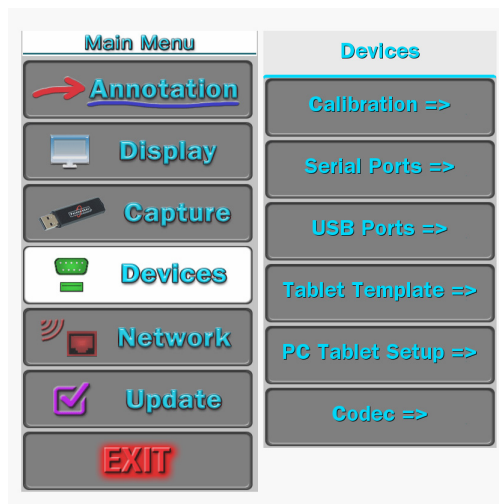 Main Menu
Annotation
Display
Capture
Devices
Network
Update
EXIT
Devices
Calibration =>
Serial Ports =>
USB Ports =>
Tablet Template =>
PC Tablet Setup =>
Codec =>